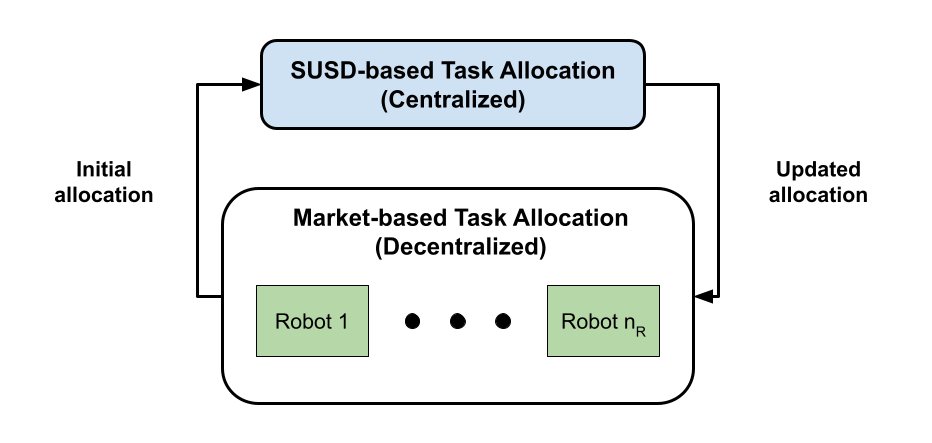 SUSD-based Task Allocation
(Centralized)
Initial
allocation
Updated
allocation
Market-based Task Allocation
(Decentralized)
Robot 1
Robot n_R